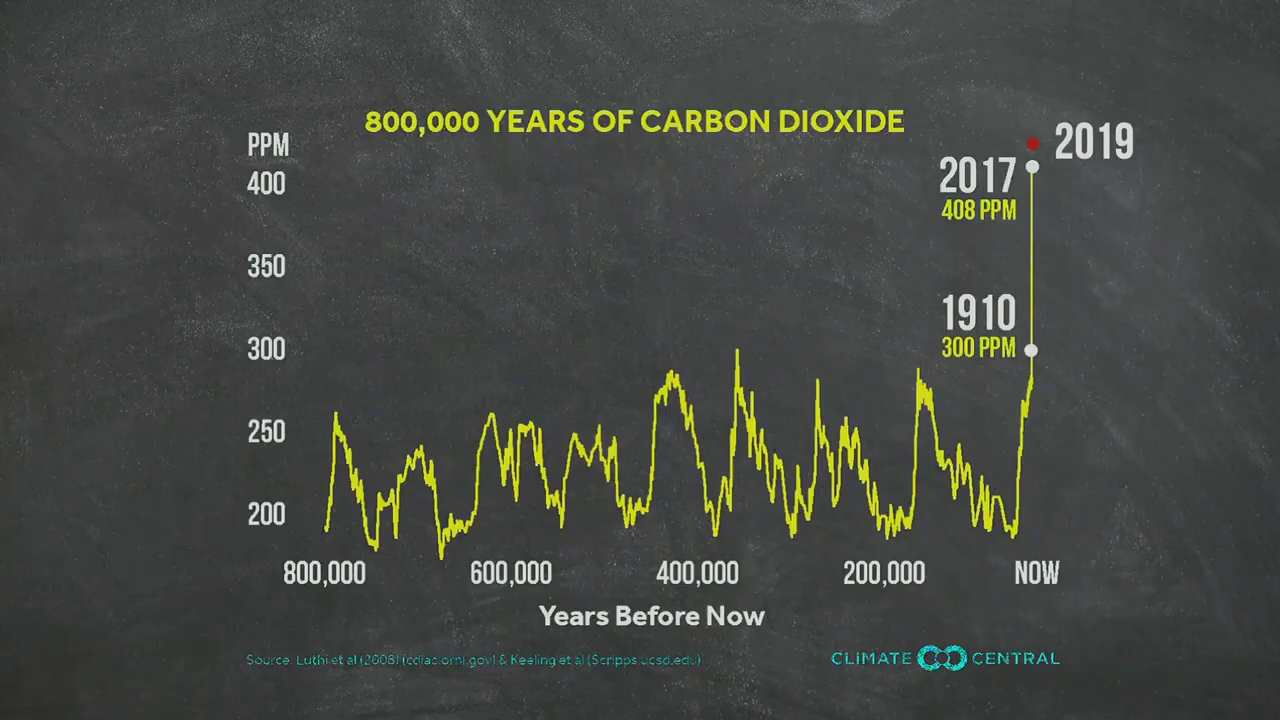 800,000 YEARS OF CARBON DIOXIDE
PPM
400
350
300
250
200
2019
2017
408 PPM
1910
300 PPM
800,000 600,000 400,000 200,000 NOW
Years Before Now
Source: Luthi et al (2008) (cdiac.ornl.gov) & Keeling et al (Scripps.ucsd.edu)
CLIMATE CENTRAL